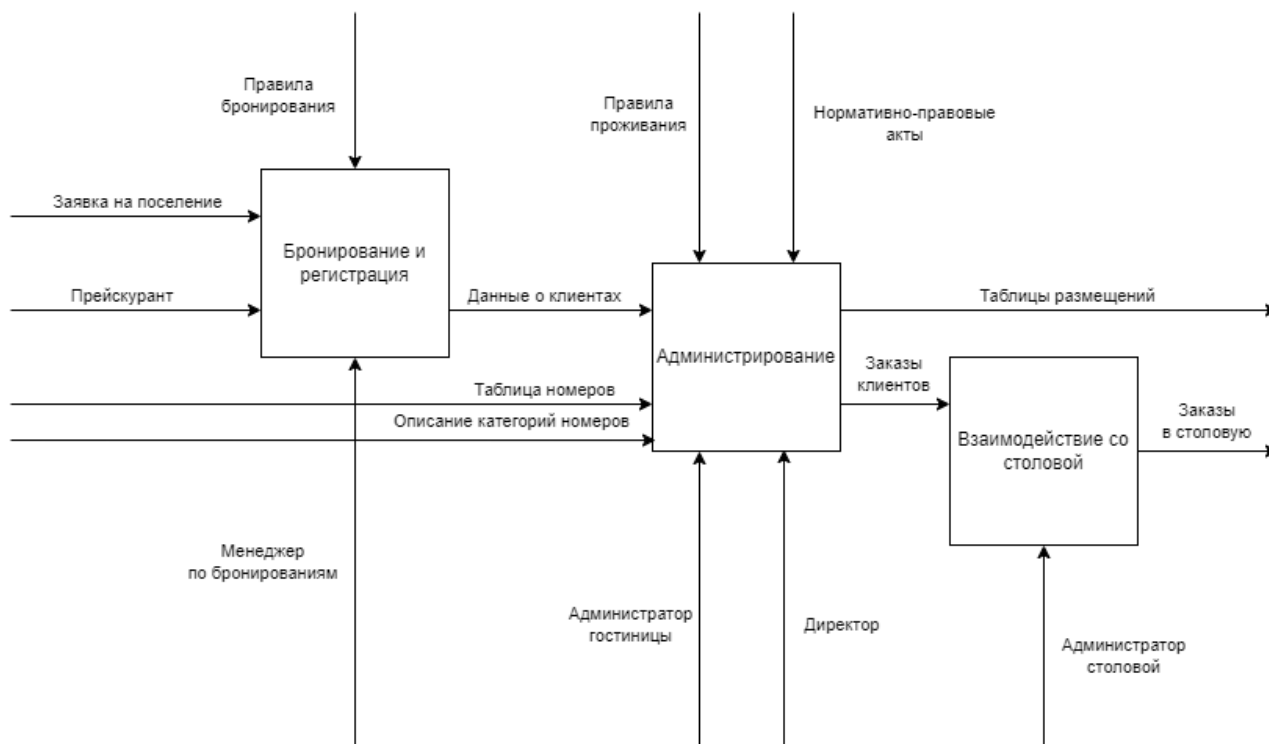 Правила
бронирования
Правила
проживания
Нормативно-правовые
акты
Заявка на поселение
Бронирование и
регистрация
Прейскурант
Данные о клиентах
Таблицы размещений
Администрирование
Заказы
клиентов
Таблица номеров
Описание категорий номеров
Заказы
в столовую
Взаимодействие со
столовой
Менеджер
по бронированиям
Администратор
гостиницы
Директор
Администратор
столовой